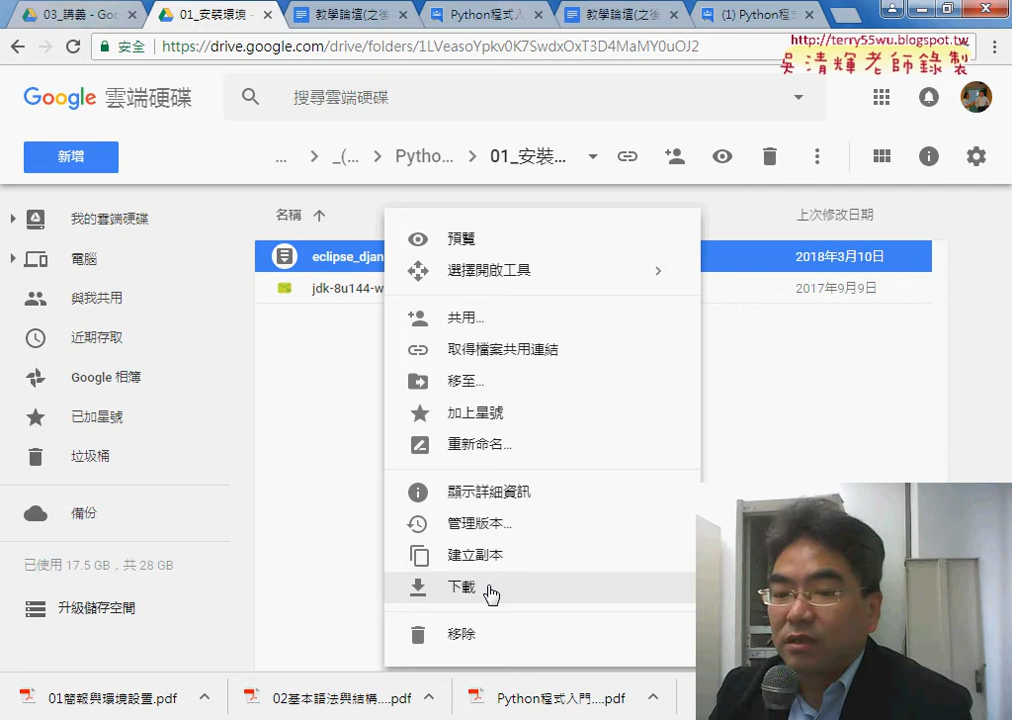 03_講義 - Goo
01_安裝環境 -
教學論壇(之後
Python程式入
教學論壇(之後
(1) Python程式
安全
https://drive.google.com/drive/folders/1LVeasoYpkv0K7SwdxOxT3D4MaMY0uOJ2
http://terry55wu.blogspot.tw
吳清輝老師錄製
Google 雲端硬碟
搜尋雲端硬碟
新增
...
_(...
Pytho...
01_安裝...
我的雲端硬碟
電腦
與我共用
近期存取
Google 相簿
已加星號
垃圾桶
備份
已使用 17.5 GB，共 28 GB
升級儲存空間
名稱
上次修改日期
eclipse_djan
2018年3月10日
jdk-8u144-w
2017年9月9日
預覽
選擇開啟工具
共用...
取得檔案共用連結
移至...
加上星號
重新命名...
顯示詳細資訊
管理版本...
建立副本
下載
移除
01簡報與環境設置.pdf
02基本語法與結構....pdf
Python程式入門....pdf